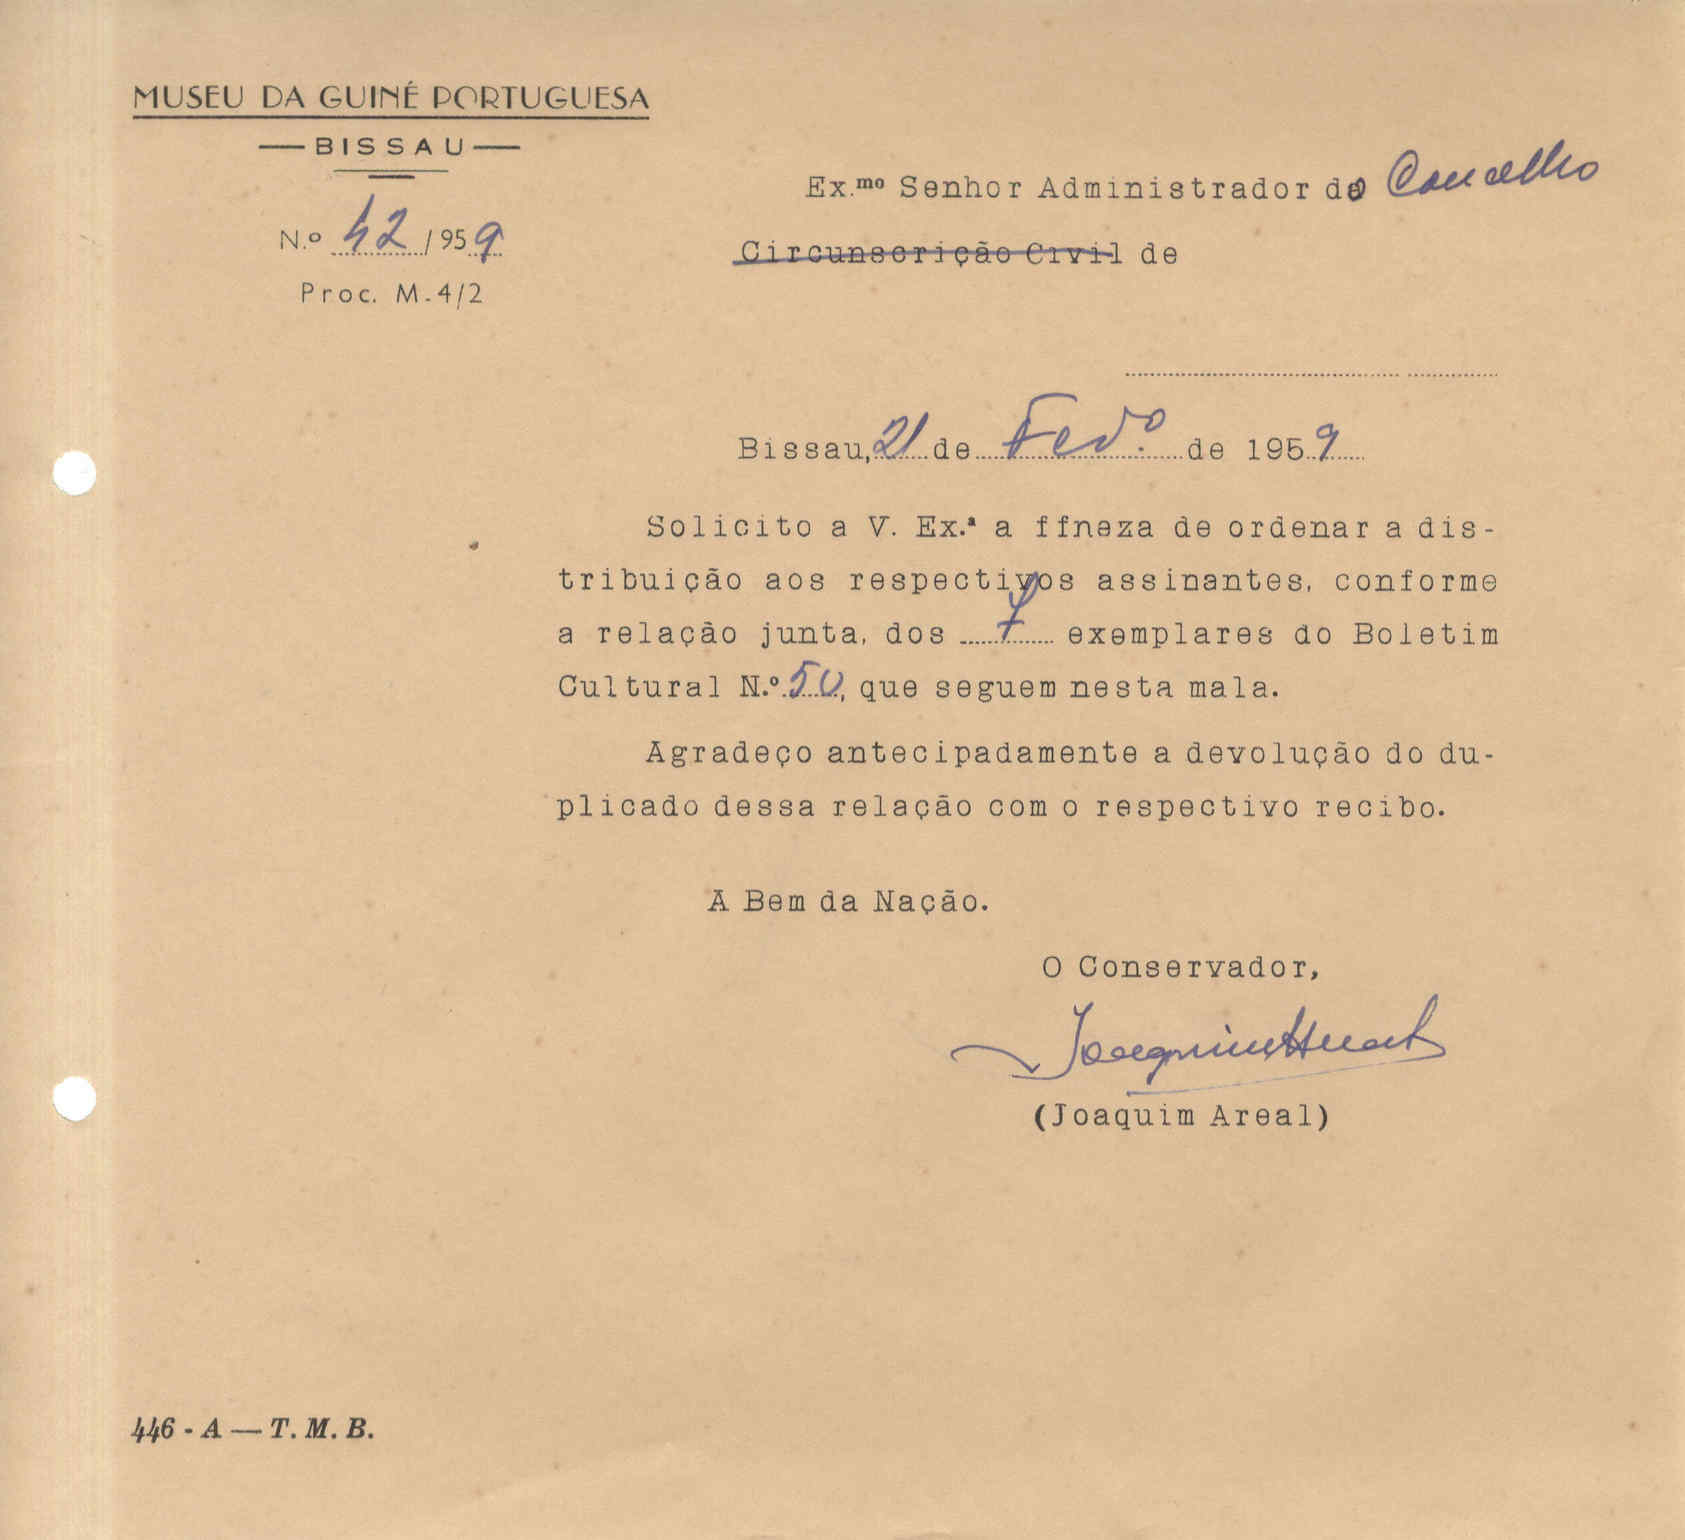 MUSEU DA GUINÉ PORTUGUESA
— BISSAU —
N.º 42/959
Proc. M-4/2
Ex.mo Senhor Administrador do Concelho
Circunscrição Civil de
Bissau, 21 de Fevº. de 1959
Solicito a V. Ex.ª a ffneza de ordenar a dis-
tribuição aos respectivos assinantes, conforme
a relação junta, dos 7 exemplares do Boletim
Cultural N.º 50, que seguem nesta mala.
Agradeço antecipadamente a devolução do du-
plicado dessa relação com o respectivo recibo.
A Bem da Nação.
O Conservador,
Joaquim Areal
(Joaquim Areal)
446 - A — T. M. B.